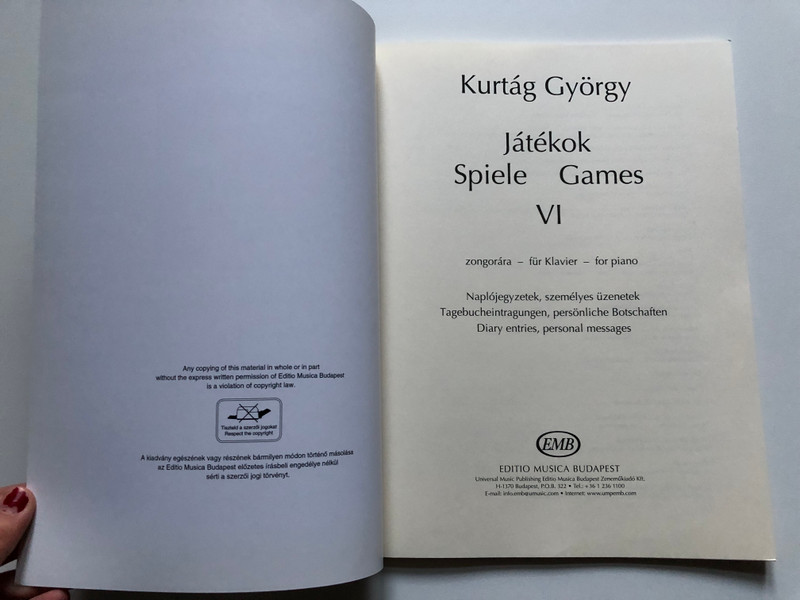 Any copying of this material in whole or in part
without the express written permission of Editio Musica Budapest
is a violation of copyright law.
Tiszteld a szerzői jogokat
Respect the copyright
A kiadvány egészének vagy részének bármilyen módon történő másolása
az Editio Musica Budapest előzetes írásbeli engedélye nélkül
sérti a szerzői jogi törvényt.
Kurtág György
Játékok
Spiele Games
VI
zongorára – für Klavier – for piano
Naplójegyzetek, személyes üzenetek
Tagebucheintragungen, persönliche Botschaften
Diary entries, personal messages
EMB
EDITIO MUSICA BUDAPEST
Universal Music Publishing Editio Musica Budapest Zeneműkiadó Kft.
H-1370 Budapest, P.O.B. 322 • Tel.: +36 1 236 1100
E-mail: info.emb@umusic.com • Internet: www.umpemb.com